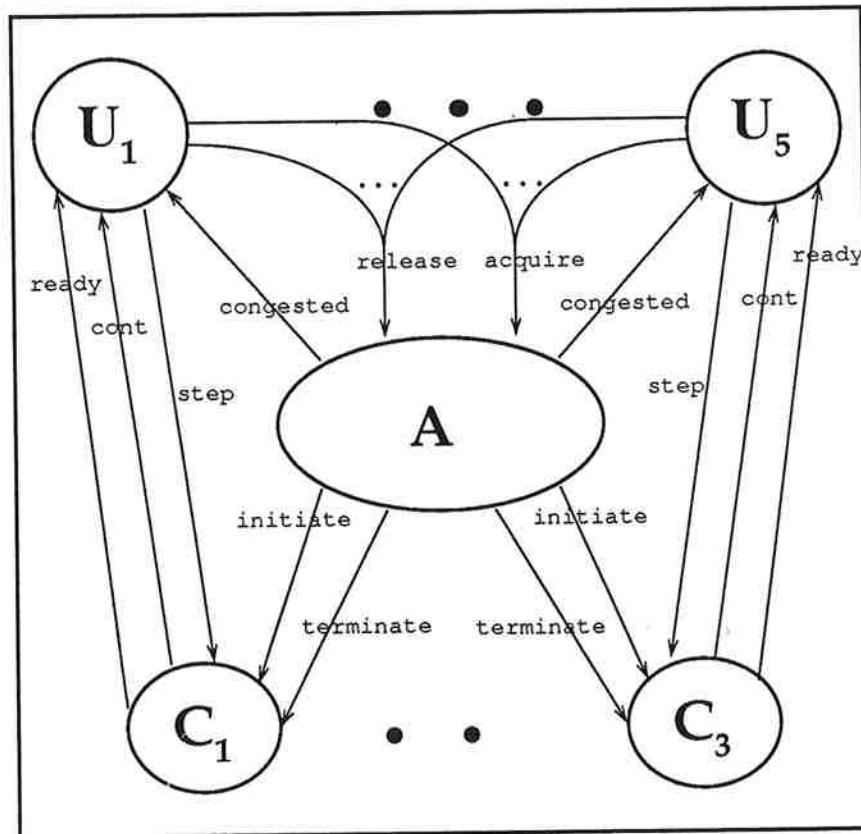 U1 U5
... ...
release acquire
ready ready
congested congested
cont cont
step step
A
initiate initiate
terminate terminate
C1 C3